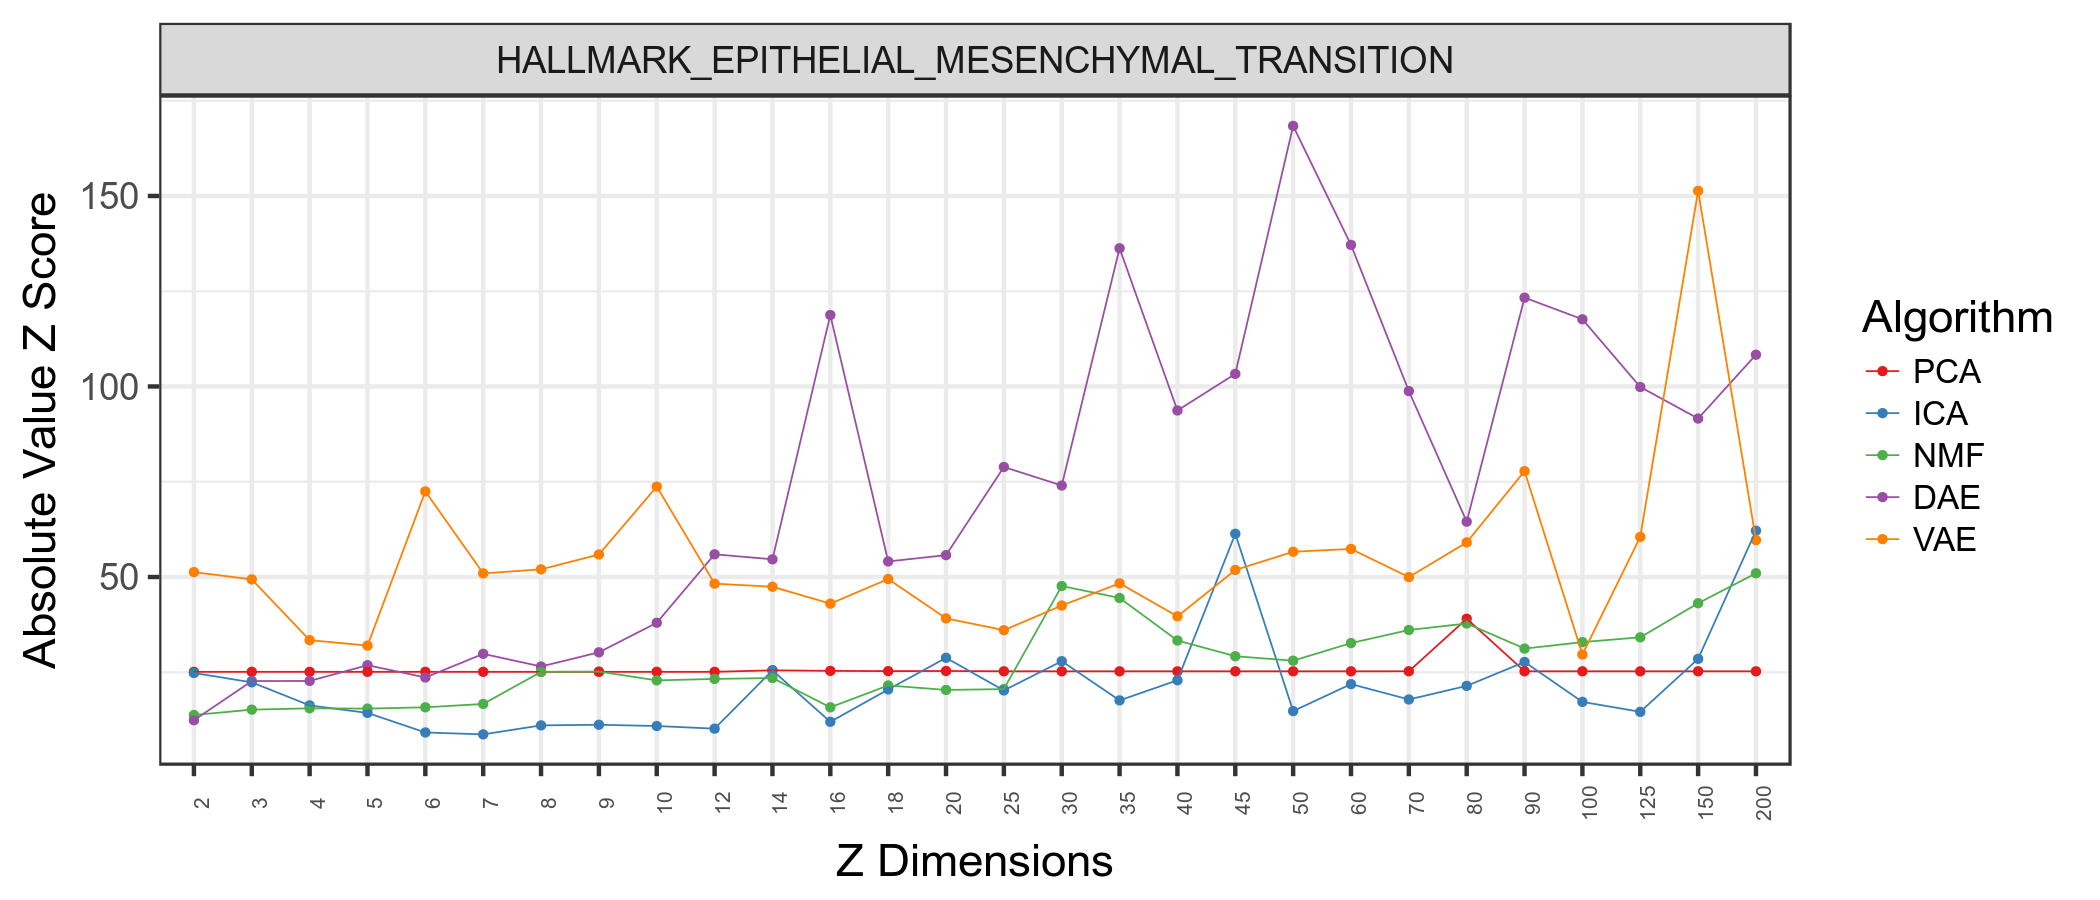 HALLMARK_EPITHELIAL_MESENCHYMAL_TRANSITION
Absolute Value Z Score
150
100
50
2 3 4 5 6 7 8 9 10 12 14 16 18 20 25 30 35 40 45 50 60 70 80 90 100 125 150 200
Z Dimensions
Algorithm
PCA
ICA
NMF
DAE
VAE